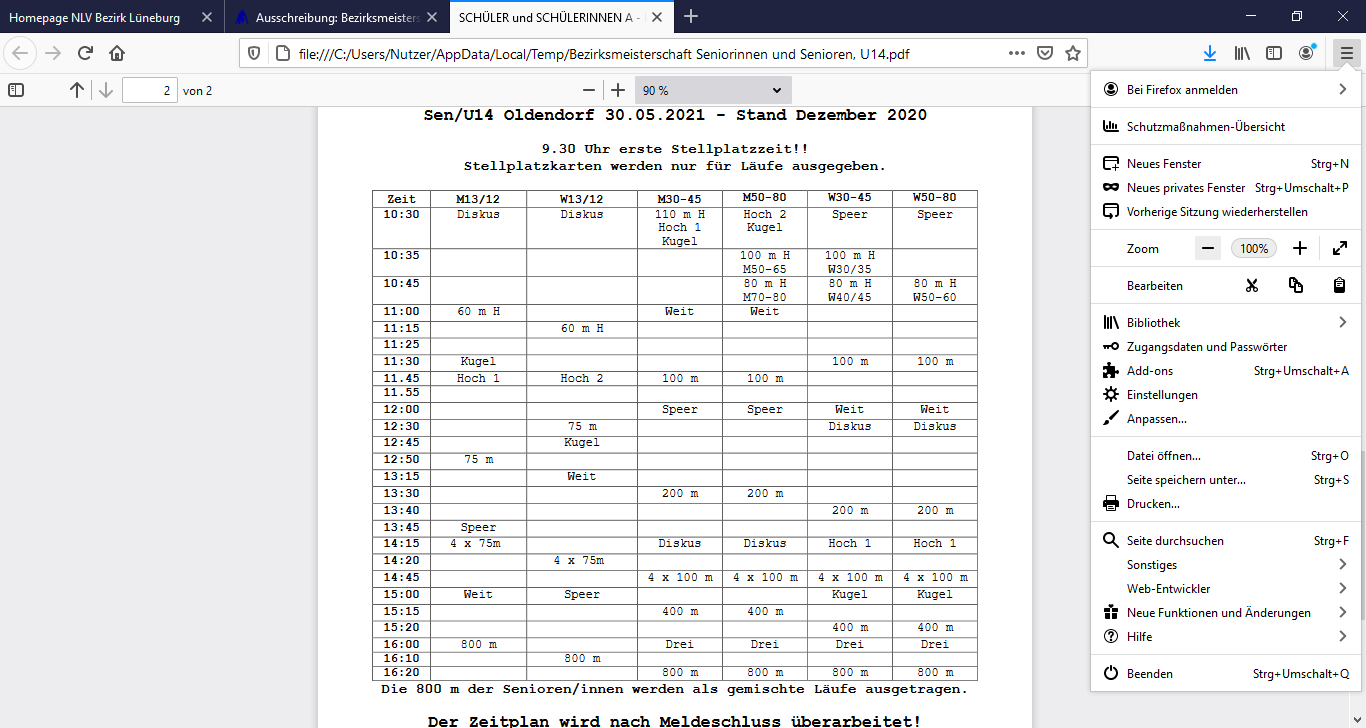 Homepage NLV Bezirk Lüneburg
Ausschreibung: Bezirksmeisters
SCHÜLER und SCHÜLERINNEN A -
file:///C:/Users/Nutzer/AppData/Local/Temp/Bezirksmeisterschaft Seniorinnen und Senioren, U14.pdf
2 von 2
90 %
Sen/U14 Oldendorf 30.05.2021 - Stand Dezember 2020
9.30 Uhr erste Stellplatzzeit!!
Stellplatzkarten werden nur für Läufe ausgegeben.
Zeit M13/12 W13/12 M30-45 M50-80 W30-45 W50-80
10:30 Diskus Diskus 110 m H Hoch 2 Speer Speer
Hoch 1 Kugel
Kugel
10:35 100 m H 100 m H
M50-65 W30/35
10:45 80 m H 80 m H 80 m H
M70-80 W40/45 W50-60
11:00 60 m H Weit Weit
11:15 60 m H
11:25
11:30 Kugel 100 m 100 m
11.45 Hoch 1 Hoch 2 100 m 100 m
11.55
12:00 Speer Speer Weit Weit
12:30 75 m Diskus Diskus
12:45 Kugel
12:50 75 m
13:15 Weit
13:30 200 m 200 m
13:40 200 m 200 m
13:45 Speer
14:15 4 x 75m Diskus Diskus Hoch 1 Hoch 1
14:20 4 x 75m
14:45 4 x 100 m 4 x 100 m 4 x 100 m 4 x 100 m
15:00 Weit Speer Kugel Kugel
15:15 400 m 400 m
15:20 400 m 400 m
16:00 800 m Drei Drei Drei Drei
16:10 800 m
16:20 800 m 800 m 800 m 800 m
Die 800 m der Senioren/innen werden als gemischte Läufe ausgetragen.
Der Zeitplan wird nach Meldeschluss überarbeitet!
Bei Firefox anmelden
Schutzmaßnahmen-Übersicht
Neues Fenster Strg+N
Neues privates Fenster Strg+Umschalt+P
Vorherige Sitzung wiederherstellen
Zoom 100%
Bearbeiten
Bibliothek
Zugangsdaten und Passwörter
Add-ons Strg+Umschalt+A
Einstellungen
Anpassen...
Datei öffnen... Strg+O
Seite speichern unter... Strg+S
Drucken...
Seite durchsuchen Strg+F
Sonstiges
Web-Entwickler
Neue Funktionen und Änderungen
Hilfe
Beenden Strg+Umschalt+Q